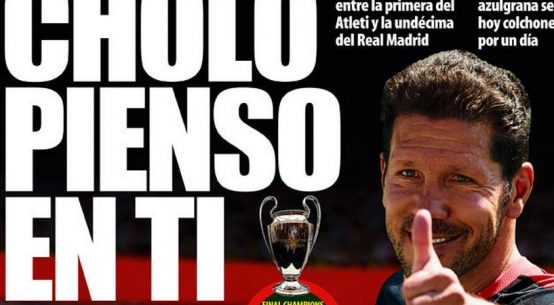 entre la primera del
Atleti y la undécima
del Real Madrid
azulgrana se
hoy colchone
por un día
CHOLO
PIENSO
EN TI
FINAL CHAMPIONS